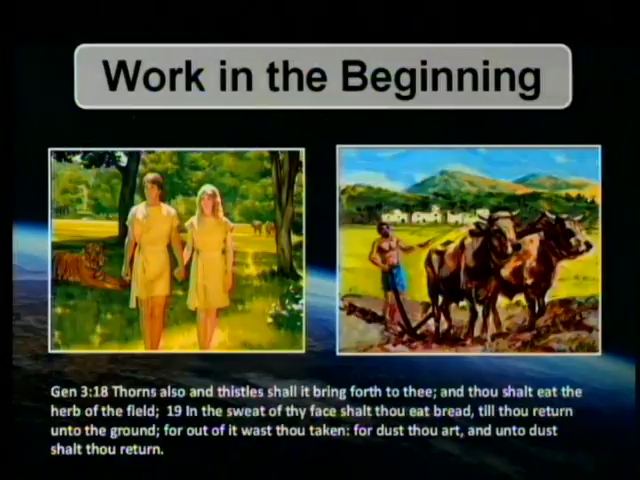 Work in the Beginning
Gen 3:18 Thorns also and thistles shall it bring forth to thee; and thou shalt eat the
herb of the field;  19 In the sweat of thy face shalt thou eat bread, till thou return
unto the ground; for out of it wast thou taken: for dust thou art, and unto dust
shalt thou return.